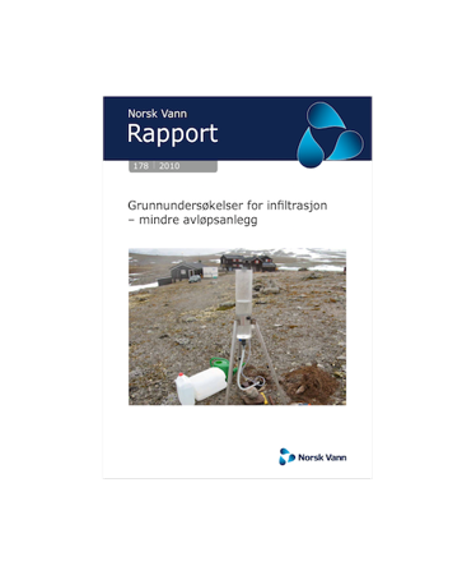 Norsk Vann
Rapport
178 | 2010
Grunnundersøkelser for infiltrasjon
– mindre avløpsanlegg
Norsk Vann